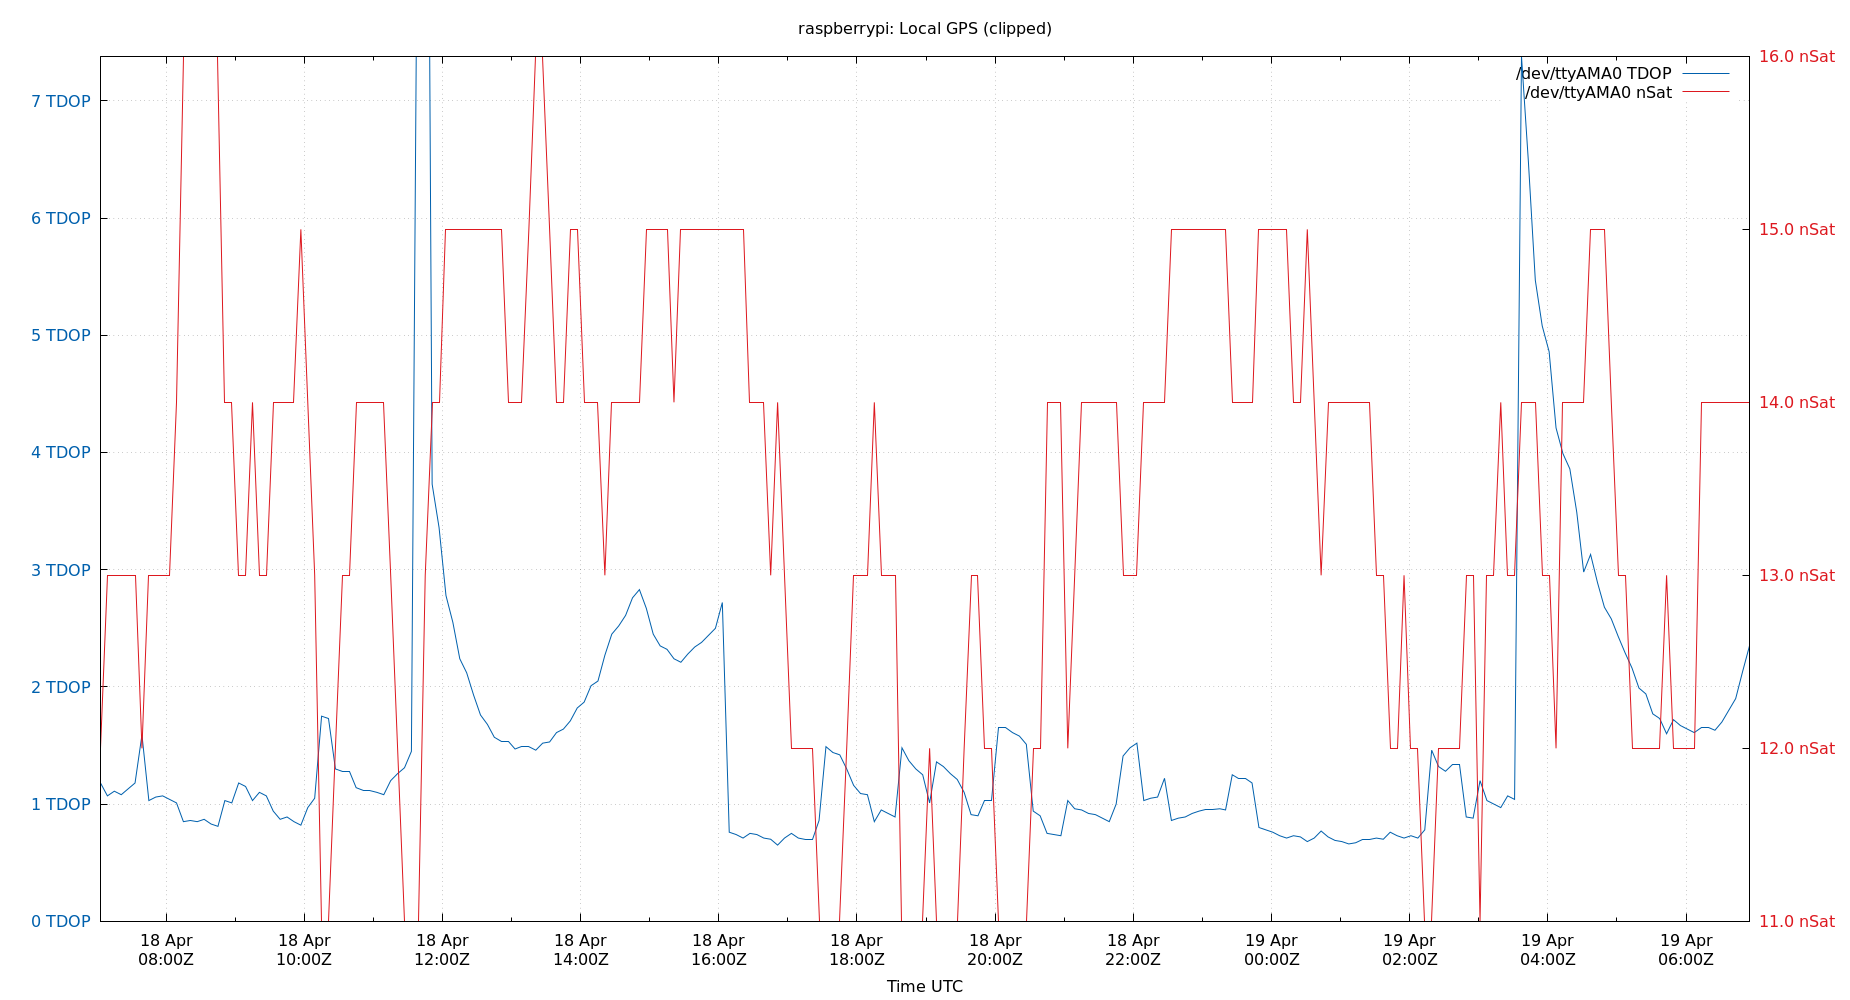 raspberrypi: Local GPS (clipped)
16.0 nSat
/dev/ttyAMA0 TDOP
/dev/ttyAMA0 nSat
7 TDOP
6 TDOP
15.0 nSat
5 TDOP
14.0 nSat
4 TDOP
3 TDOP
13.0 nSat
2 TDOP
12.0 nSat
1 TDOP
0 TDOP
11.0 nSat
18 Apr 18 Apr 18 Apr 18 Apr 18 Apr 18 Apr 18 Apr 18 Apr 19 Apr 19 Apr 19 Apr 19 Apr
08:00Z 10:00Z 12:00Z 14:00Z 16:00Z 18:00Z 20:00Z 22:00Z 00:00Z 02:00Z 04:00Z 06:00Z
Time UTC